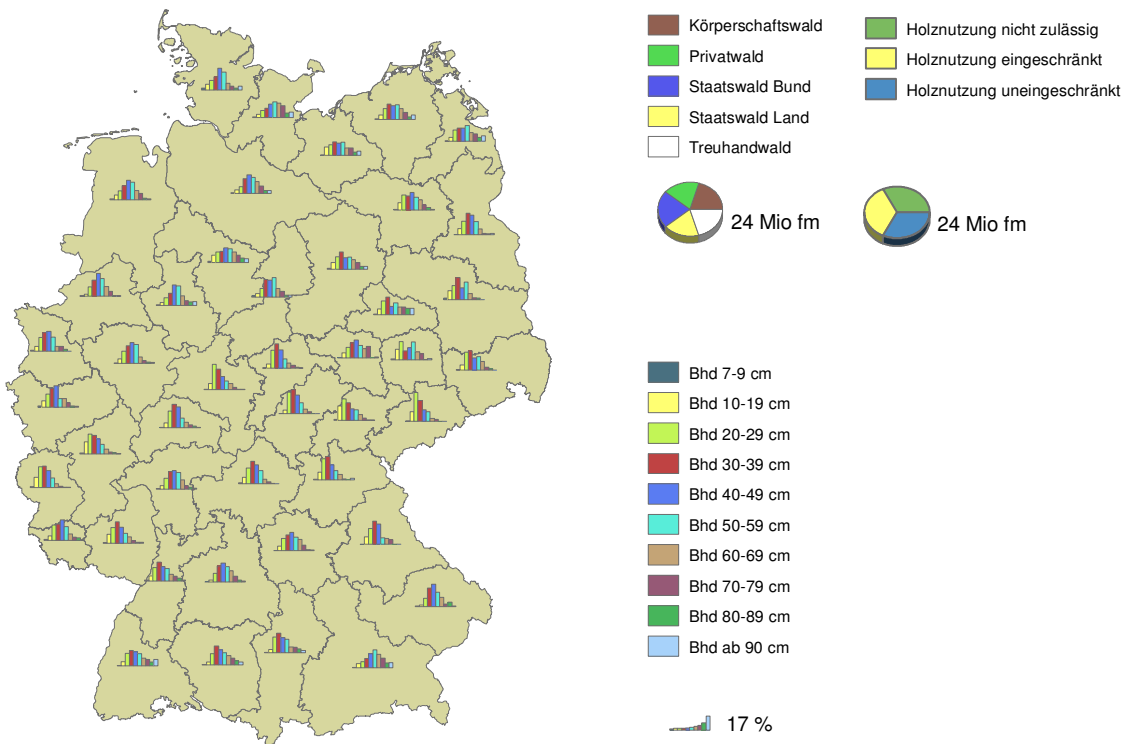 Körperschaftswald
Privatwald
Staatswald Bund
Staatswald Land
Treuhandwald
24 Mio fm
Holznutzung nicht zulässig
Holznutzung eingeschränkt
Holznutzung uneingeschränkt
24 Mio fm
Bhd 7-9 cm
Bhd 10-19 cm
Bhd 20-29 cm
Bhd 30-39 cm
Bhd 40-49 cm
Bhd 50-59 cm
Bhd 60-69 cm
Bhd 70-79 cm
Bhd 80-89 cm
Bhd ab 90 cm
17 %